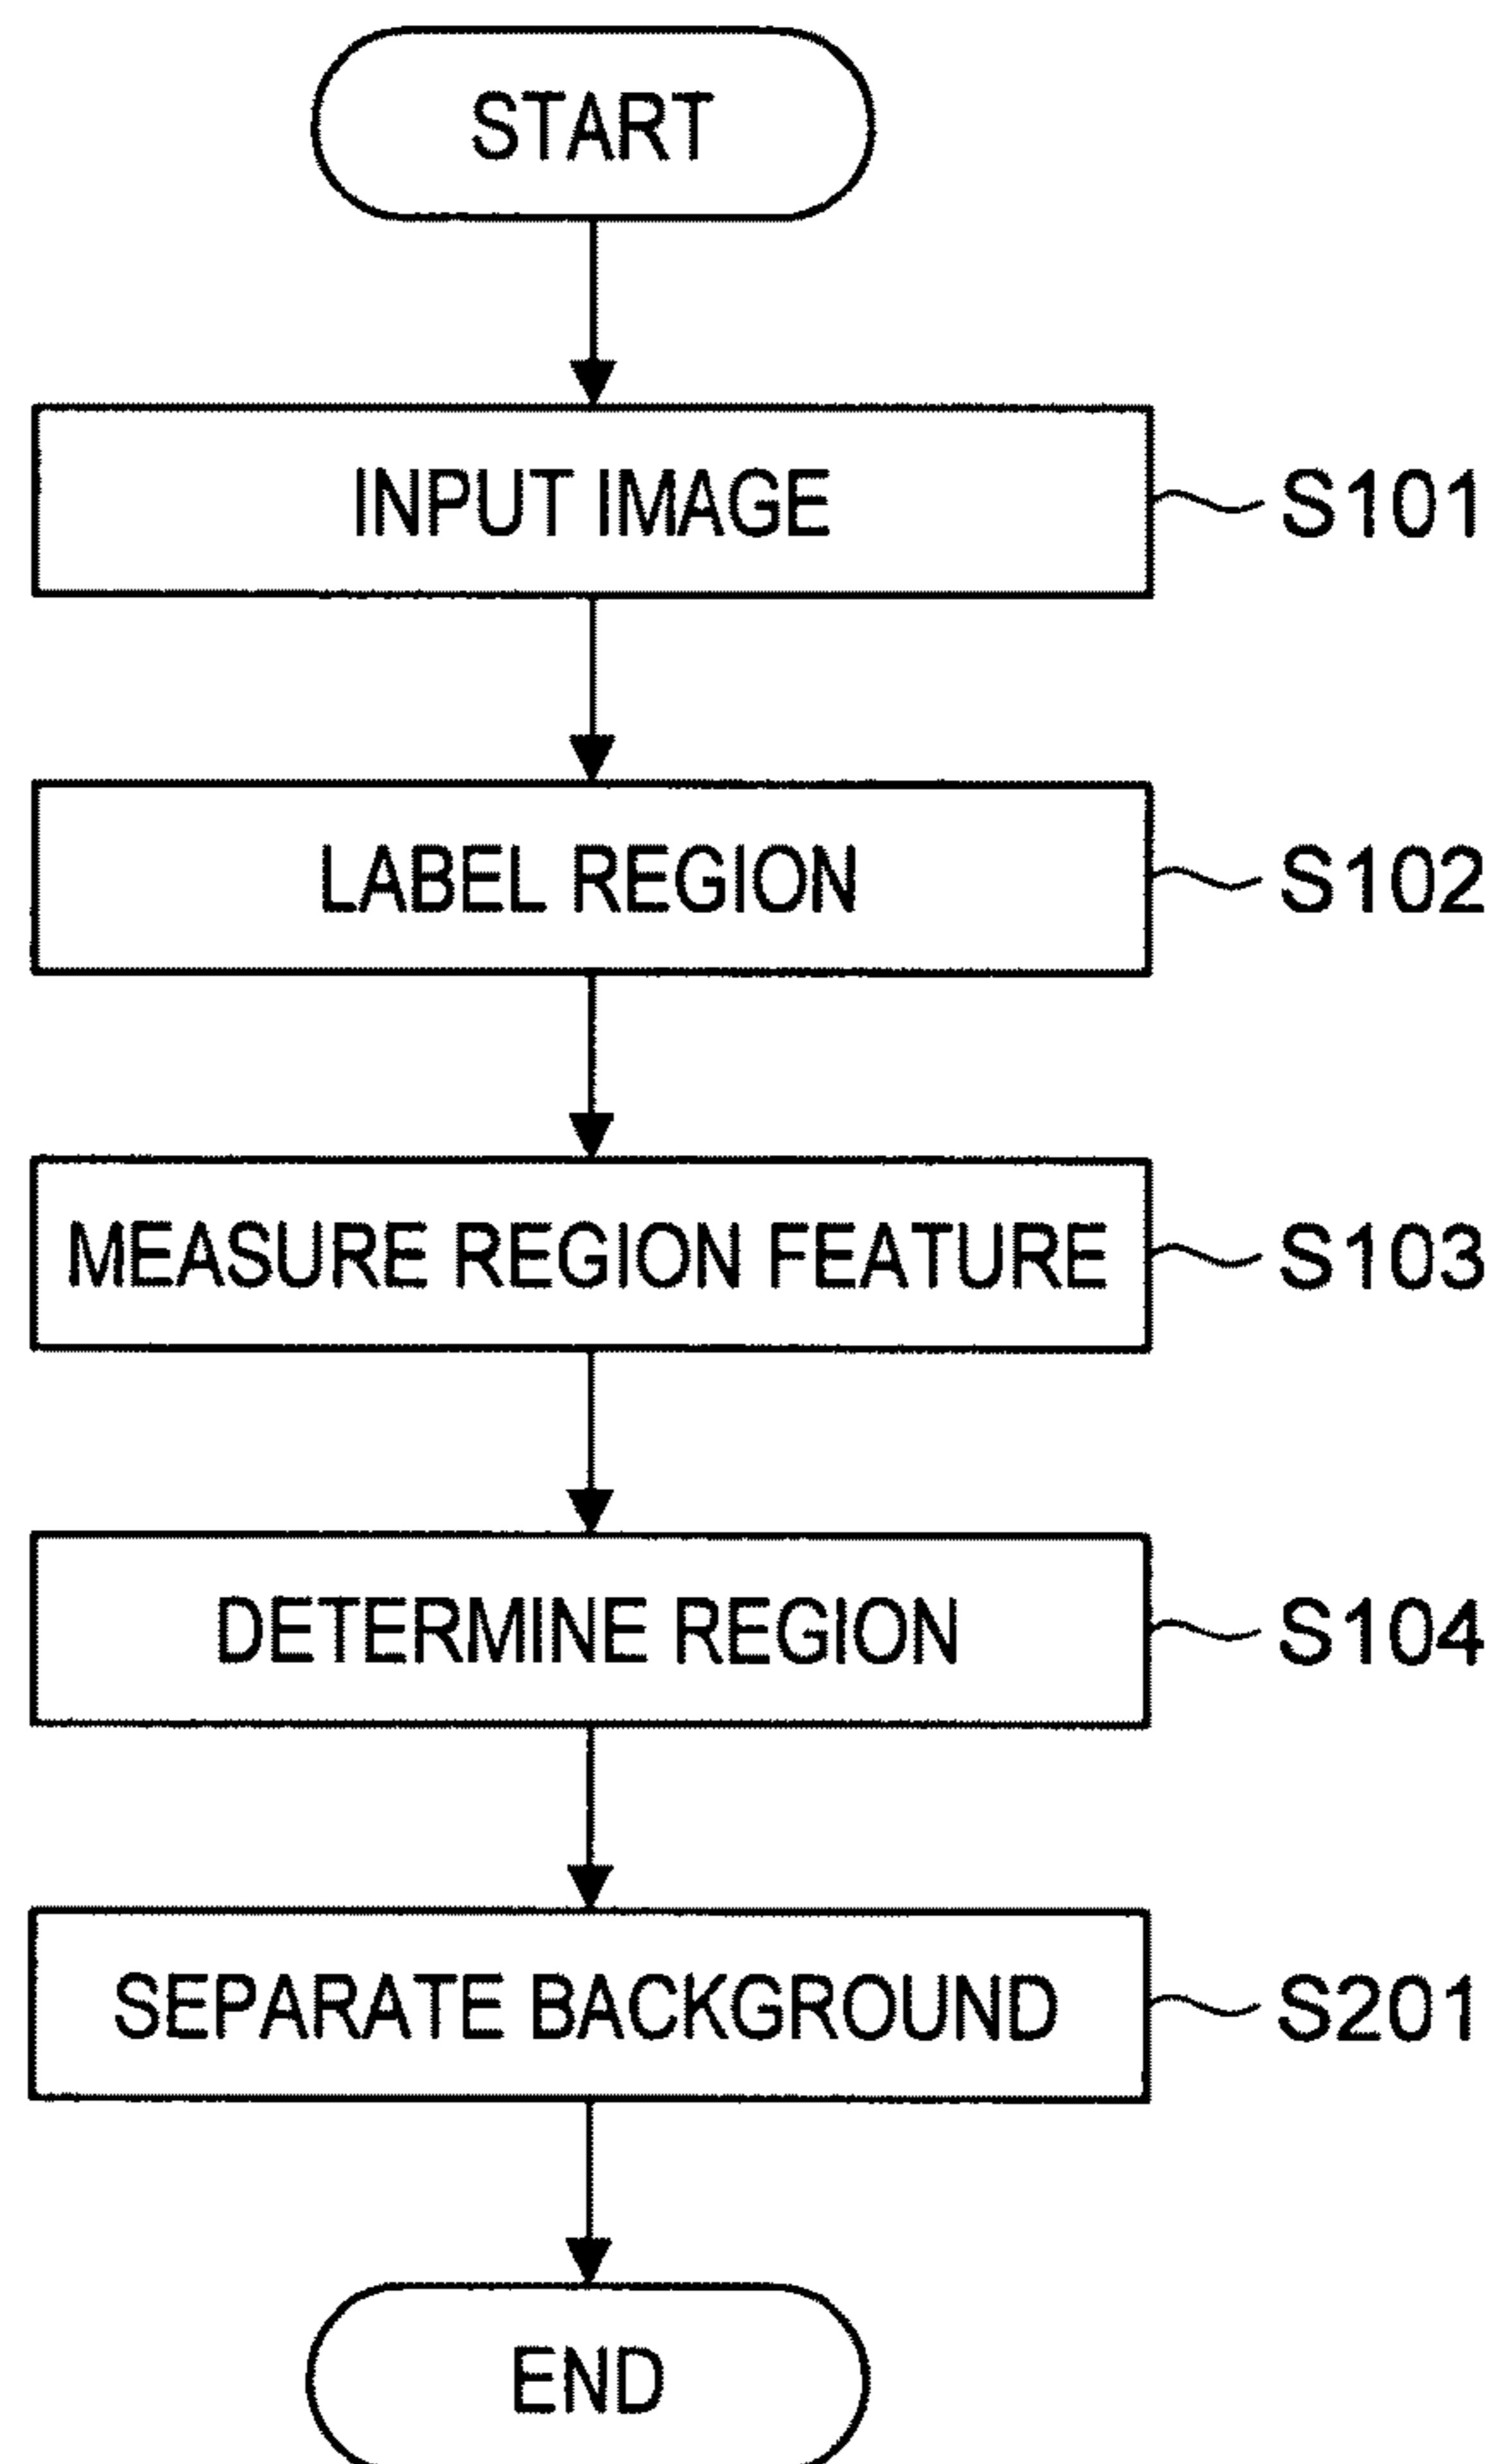 START
INPUT IMAGE S101
LABEL REGION S102
MEASURE REGION FEATURE S103
DETERMINE REGION S104
SEPARATE BACKGROUND S201
END